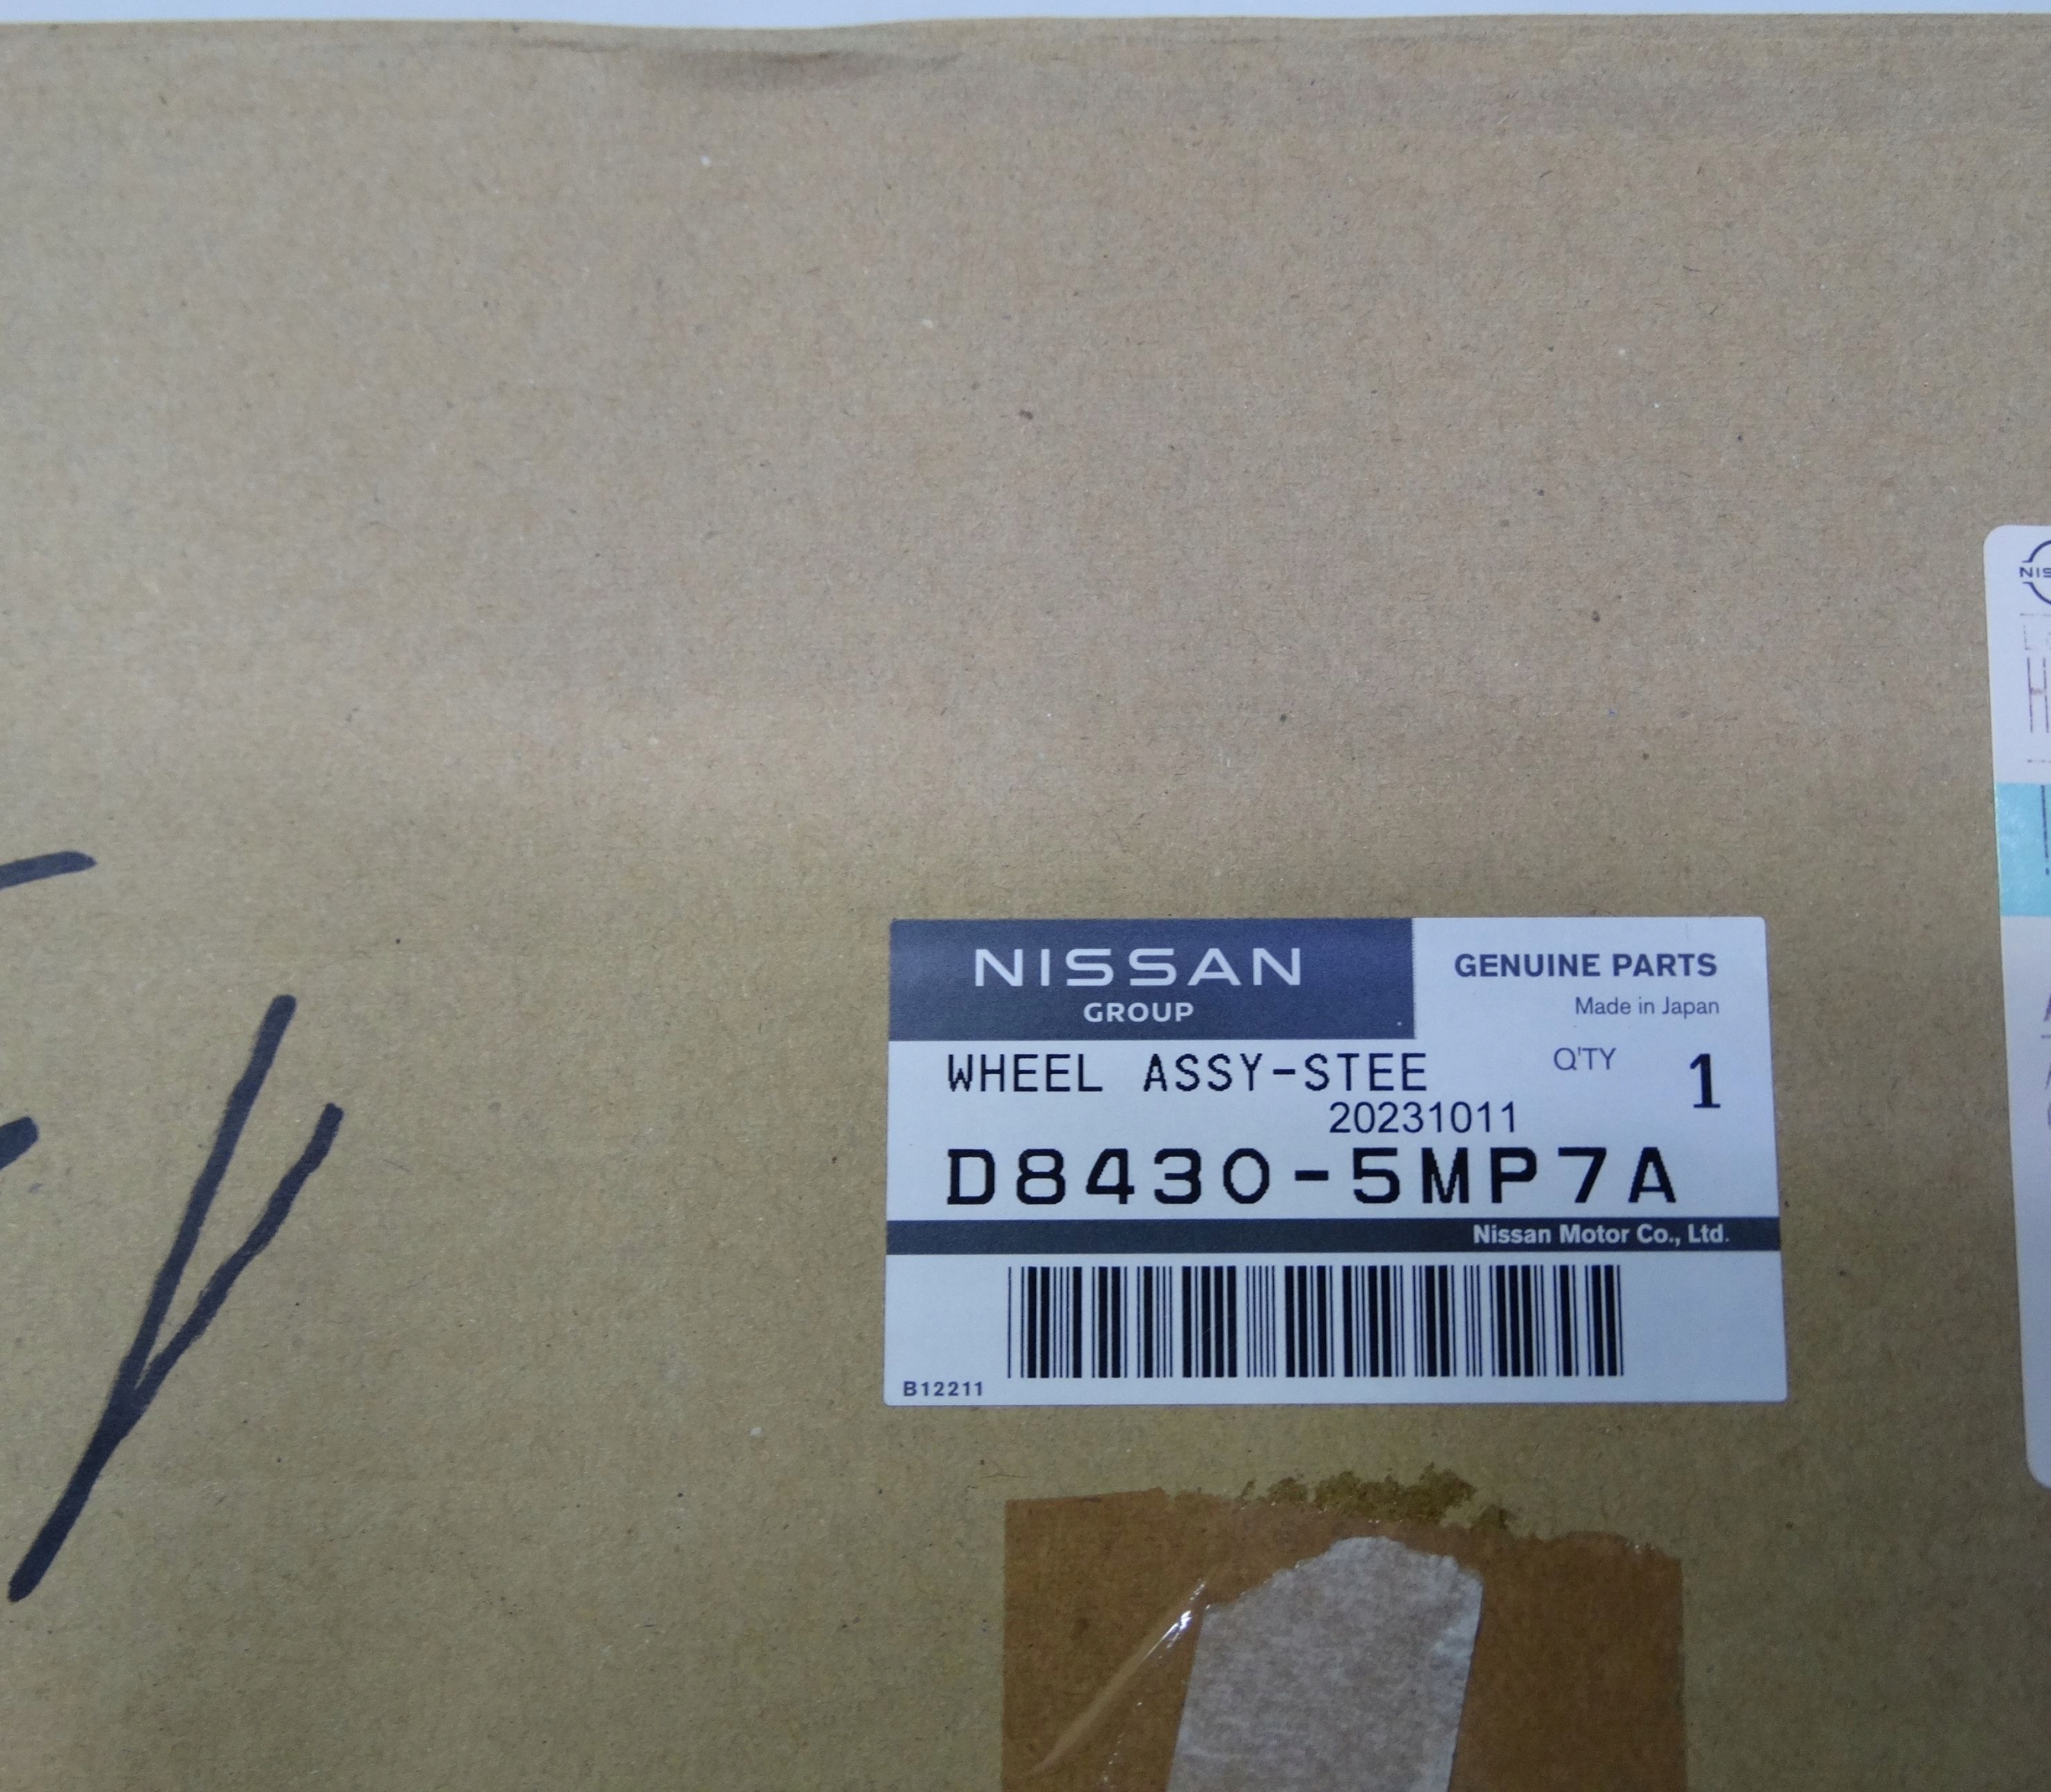 NISSAN
GROUP
GENUINE PARTS
Made in Japan
WHEEL ASSY-STEE
Q'TY 1
20231011
D8430-5MP7A
Nissan Motor Co., Ltd.
B12211
NIS